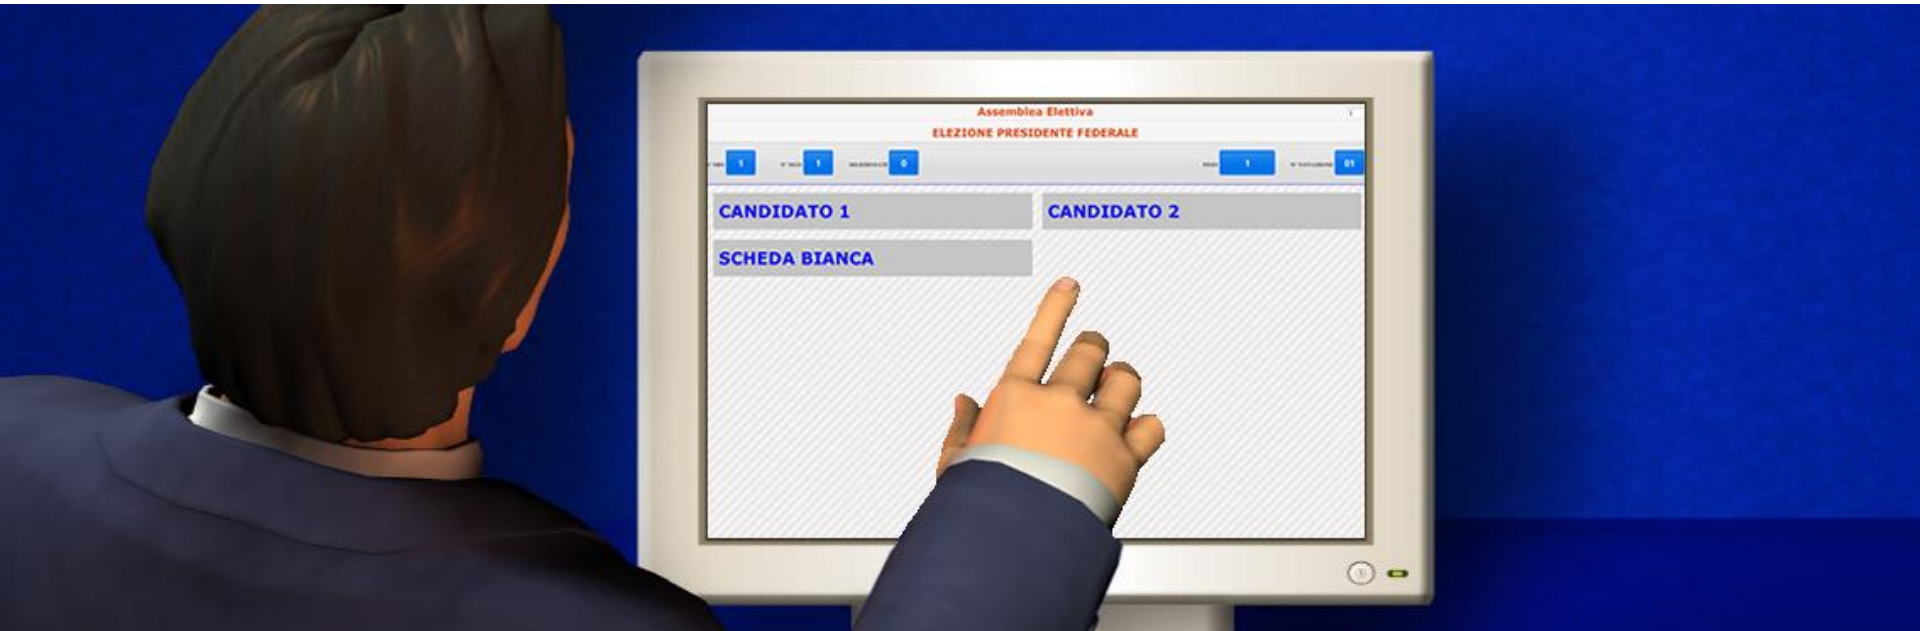 Assemblea Elettiva
ELEZIONE PRESIDENTE FEDERALE
1 1 0 1 01
CANDIDATO 1 CANDIDATO 2
SCHEDA BIANCA